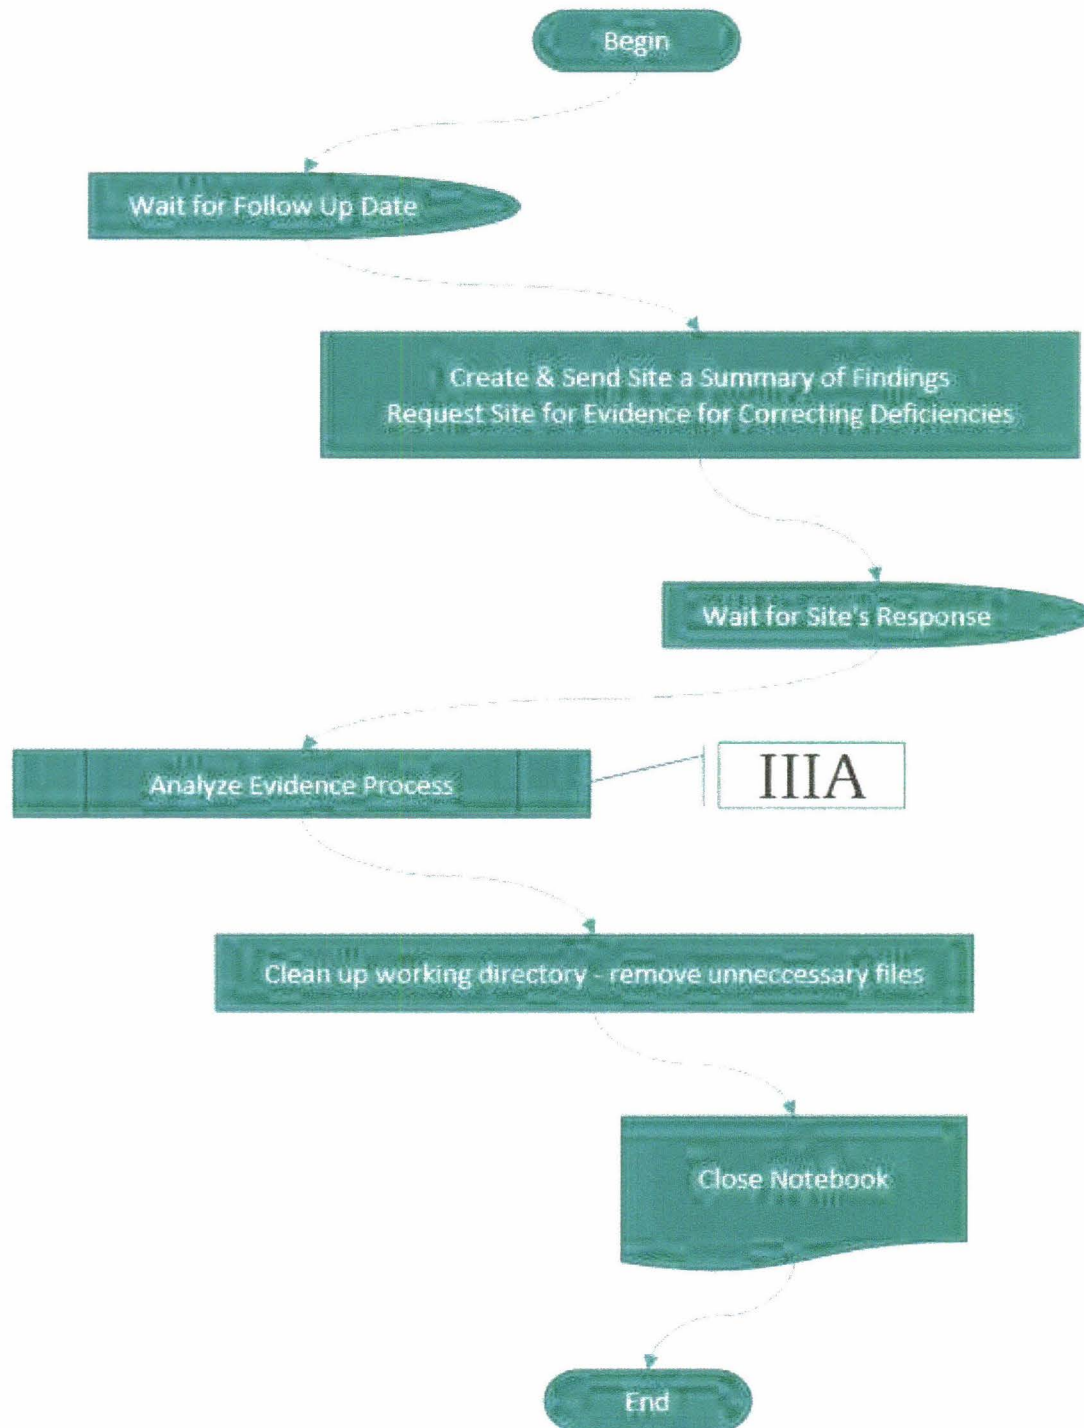 Begin
Wait for Follow Up Date
Create & Send Site a Summary of Findings
Request Site for Evidence for Correcting Deficiencies
Wait for Site's Response
Analyze Evidence Process
IIIA
Clean up working directory - remove unneccessary files
Close Notebook
End